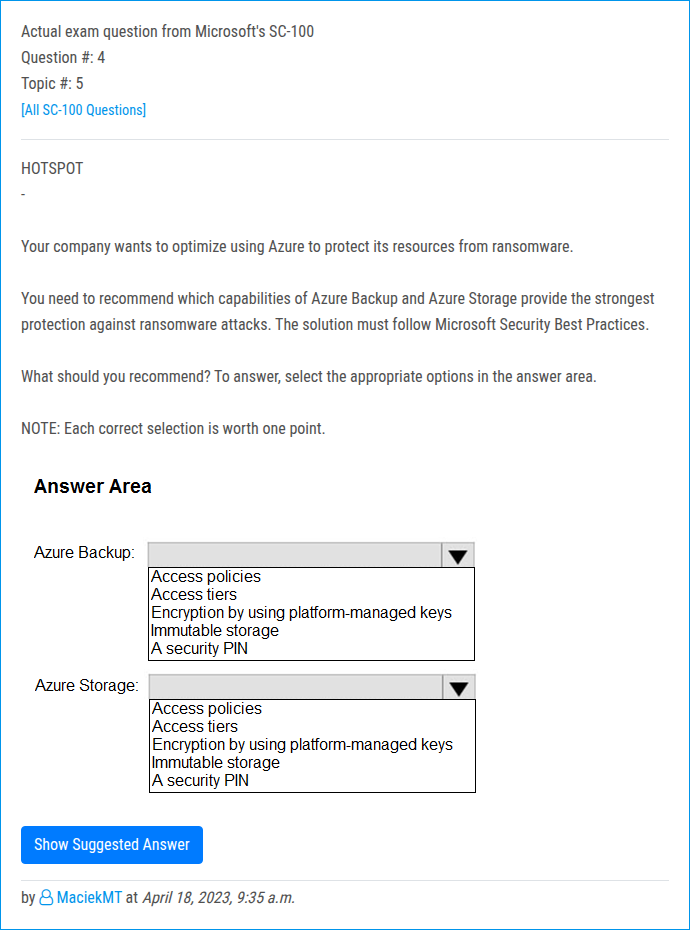 Actual exam question from Microsoft's SC-100
Question #: 4
Topic #: 5
[All SC-100 Questions]
HOTSPOT
-
Your company wants to optimize using Azure to protect its resources from ransomware.
You need to recommend which capabilities of Azure Backup and Azure Storage provide the strongest
protection against ransomware attacks. The solution must follow Microsoft Security Best Practices.
What should you recommend? To answer, select the appropriate options in the answer area.
NOTE: Each correct selection is worth one point.
Answer Area
Azure Backup:
Access policies
Access tiers
Encryption by using platform-managed keys
Immutable storage
A security PIN
Azure Storage:
Access policies
Access tiers
Encryption by using platform-managed keys
Immutable storage
A security PIN
Show Suggested Answer
by MaciekMT at April 18, 2023, 9:35 a.m.